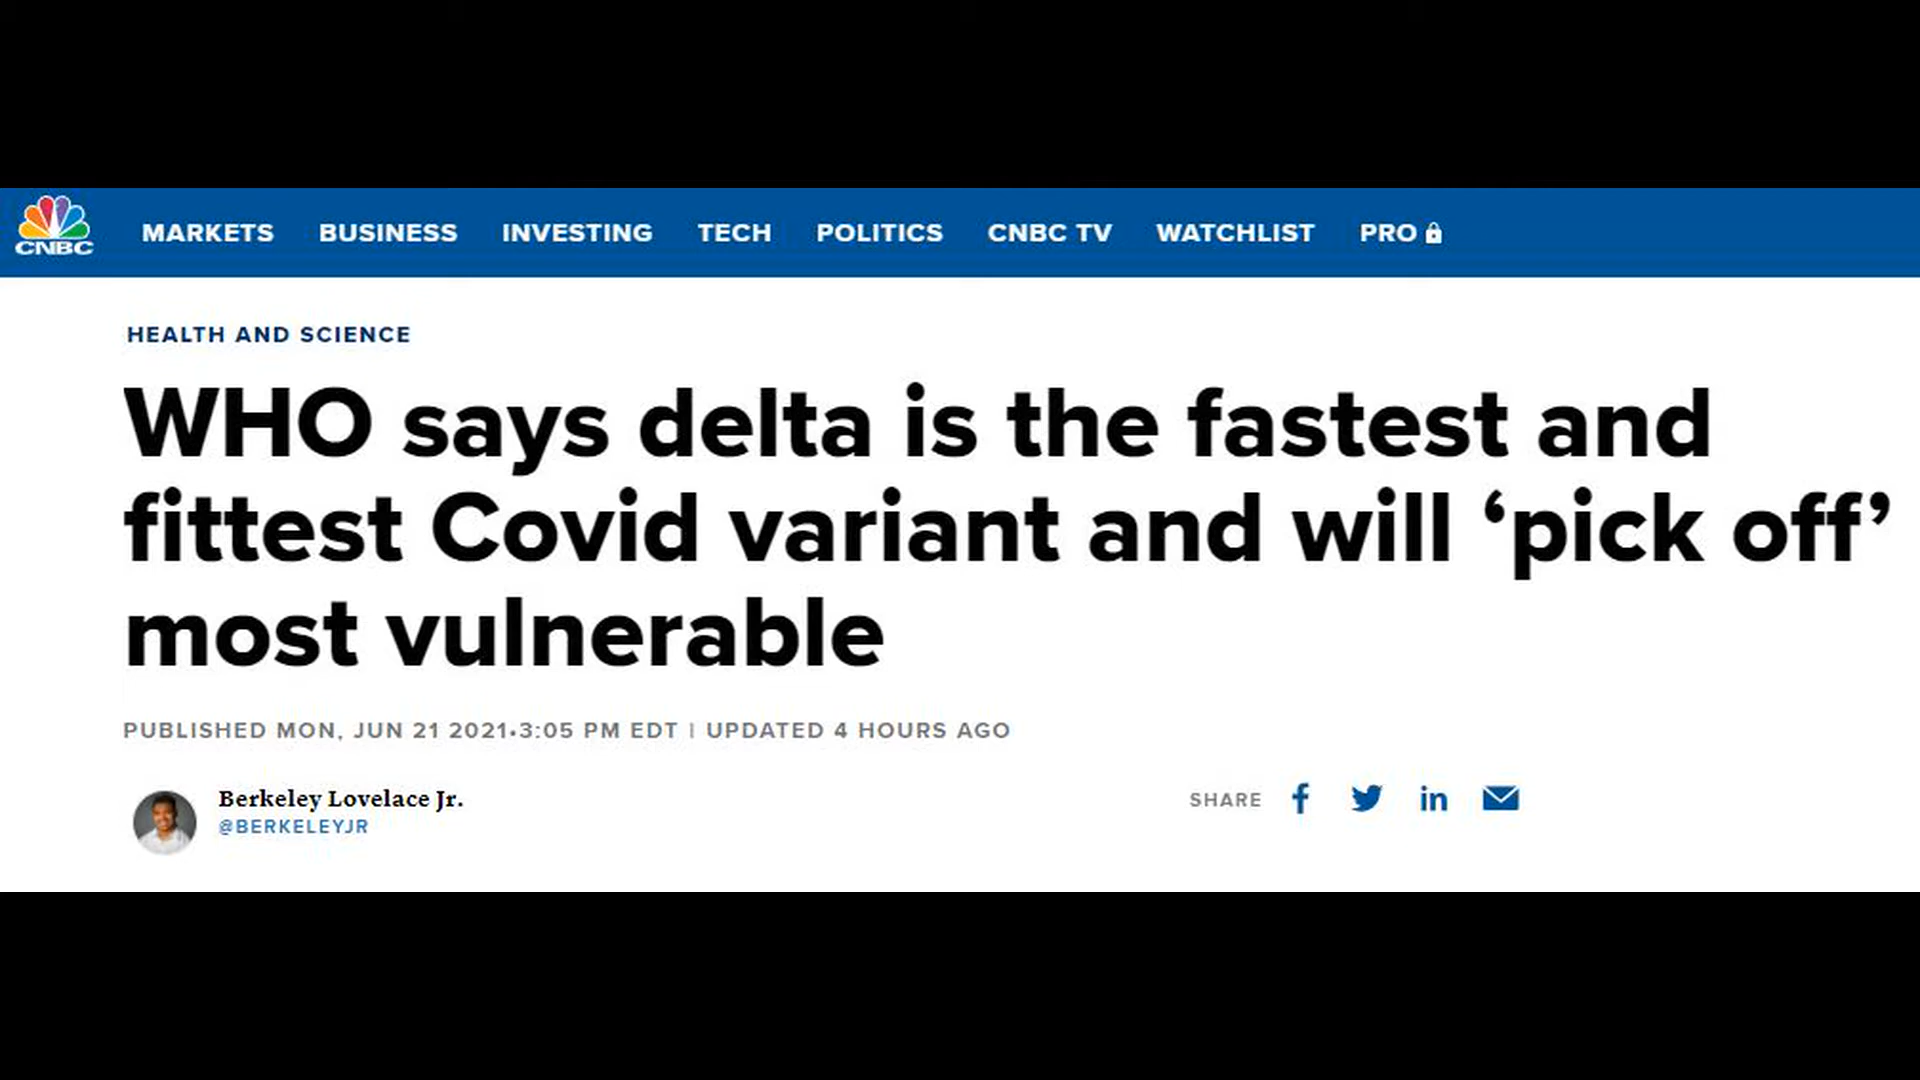 CNBC MARKETS BUSINESS INVESTING TECH POLITICS CNBC TV WATCHLIST PRO
HEALTH AND SCIENCE
WHO says delta is the fastest and
fittest Covid variant and will ‘pick off’
most vulnerable
PUBLISHED MON, JUN 21 2021•3:05 PM EDT | UPDATED 4 HOURS AGO
Berkeley Lovelace Jr.
@BERKELEYJR
SHARE